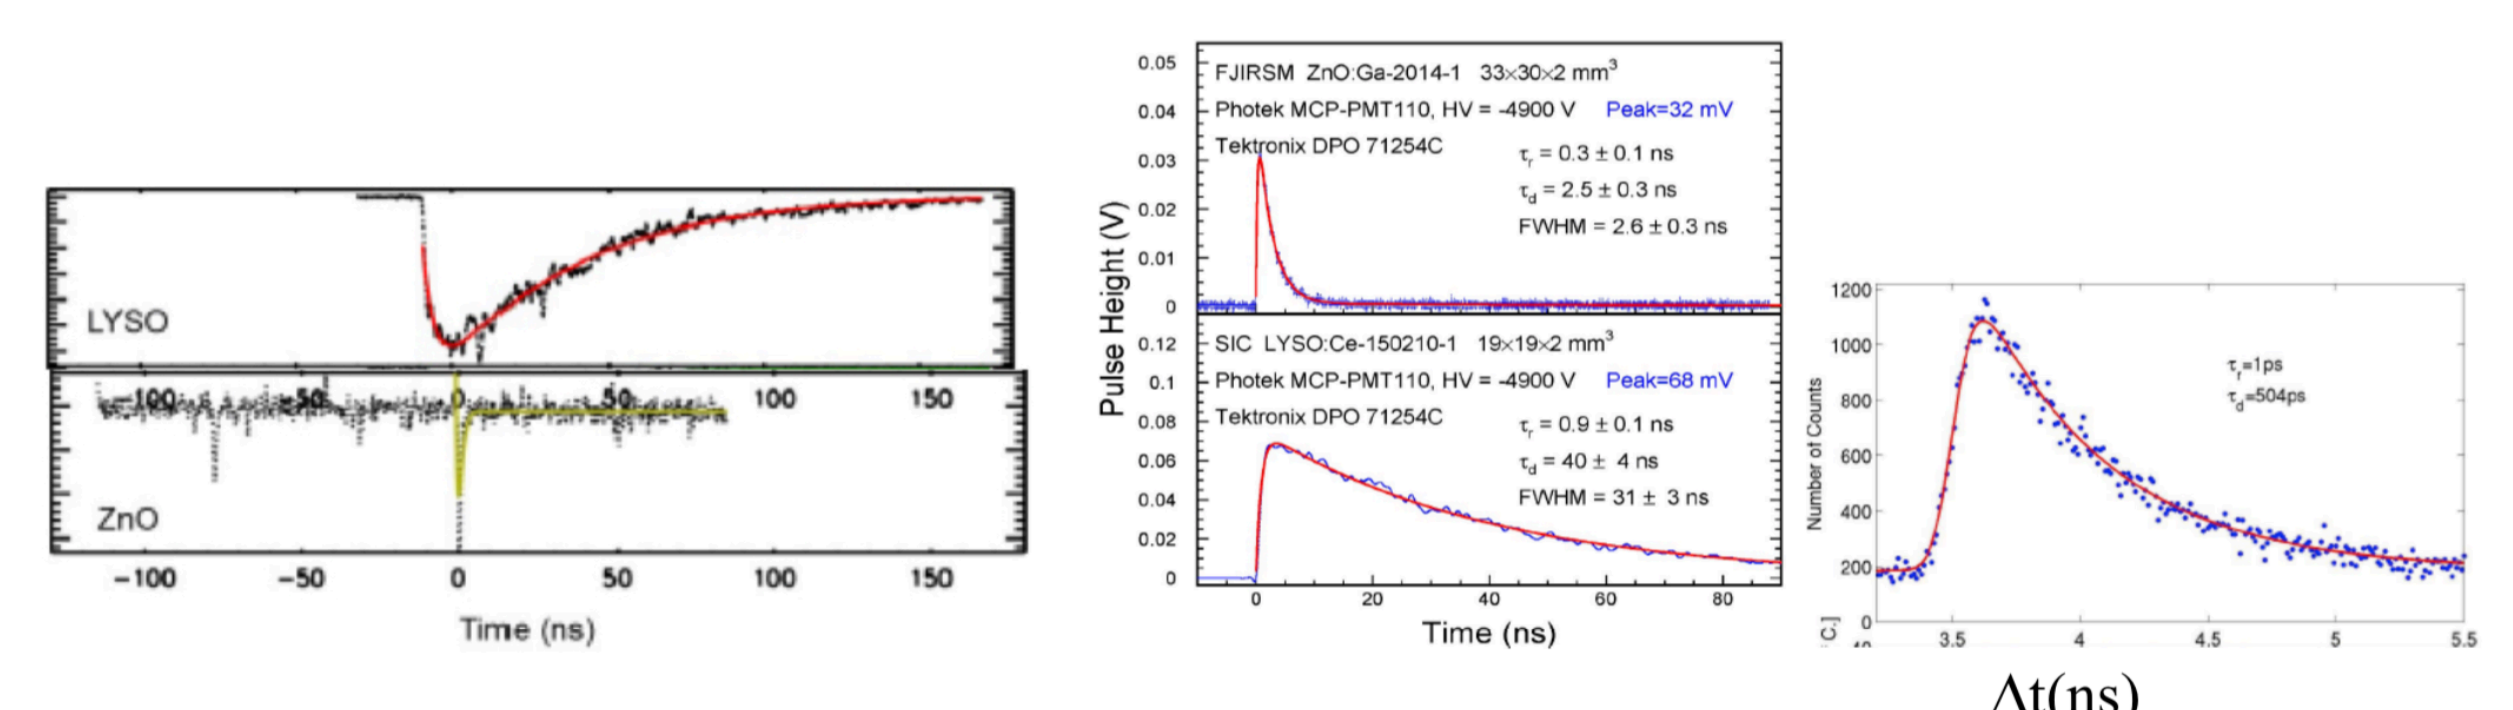 LYSO
-100 -50 0 50 100 150
ZnO
-100 -50 0 50 100 150
Time (ns)
Pulse Height (V)
0.05
0.04
0.03
0.02
0.01
0
FJIRSM ZnO:Ga-2014-1 33×30×2 mm³
Photek MCP-PMT110, HV = -4900 V Peak=32 mV
Tektronix DPO 71254C
τr = 0.3 ± 0.1 ns
τd = 2.5 ± 0.3 ns
FWHM = 2.6 ± 0.3 ns
0.12
0.1
0.08
0.06
0.04
0.02
0
SIC LYSO:Ce-150210-1 19×19×2 mm³
Photek MCP-PMT110, HV = -4900 V Peak=68 mV
Tektronix DPO 71254C
τr = 0.9 ± 0.1 ns
τd = 40 ± 4 ns
FWHM = 31 ± 3 ns
0 20 40 60 80
Time (ns)
Number of Counts
1200
1000
800
600
400
200
0
τr=1ps
τd=504ps
3.5 4 4.5 5 5.5
°C.]
Δt(ns)